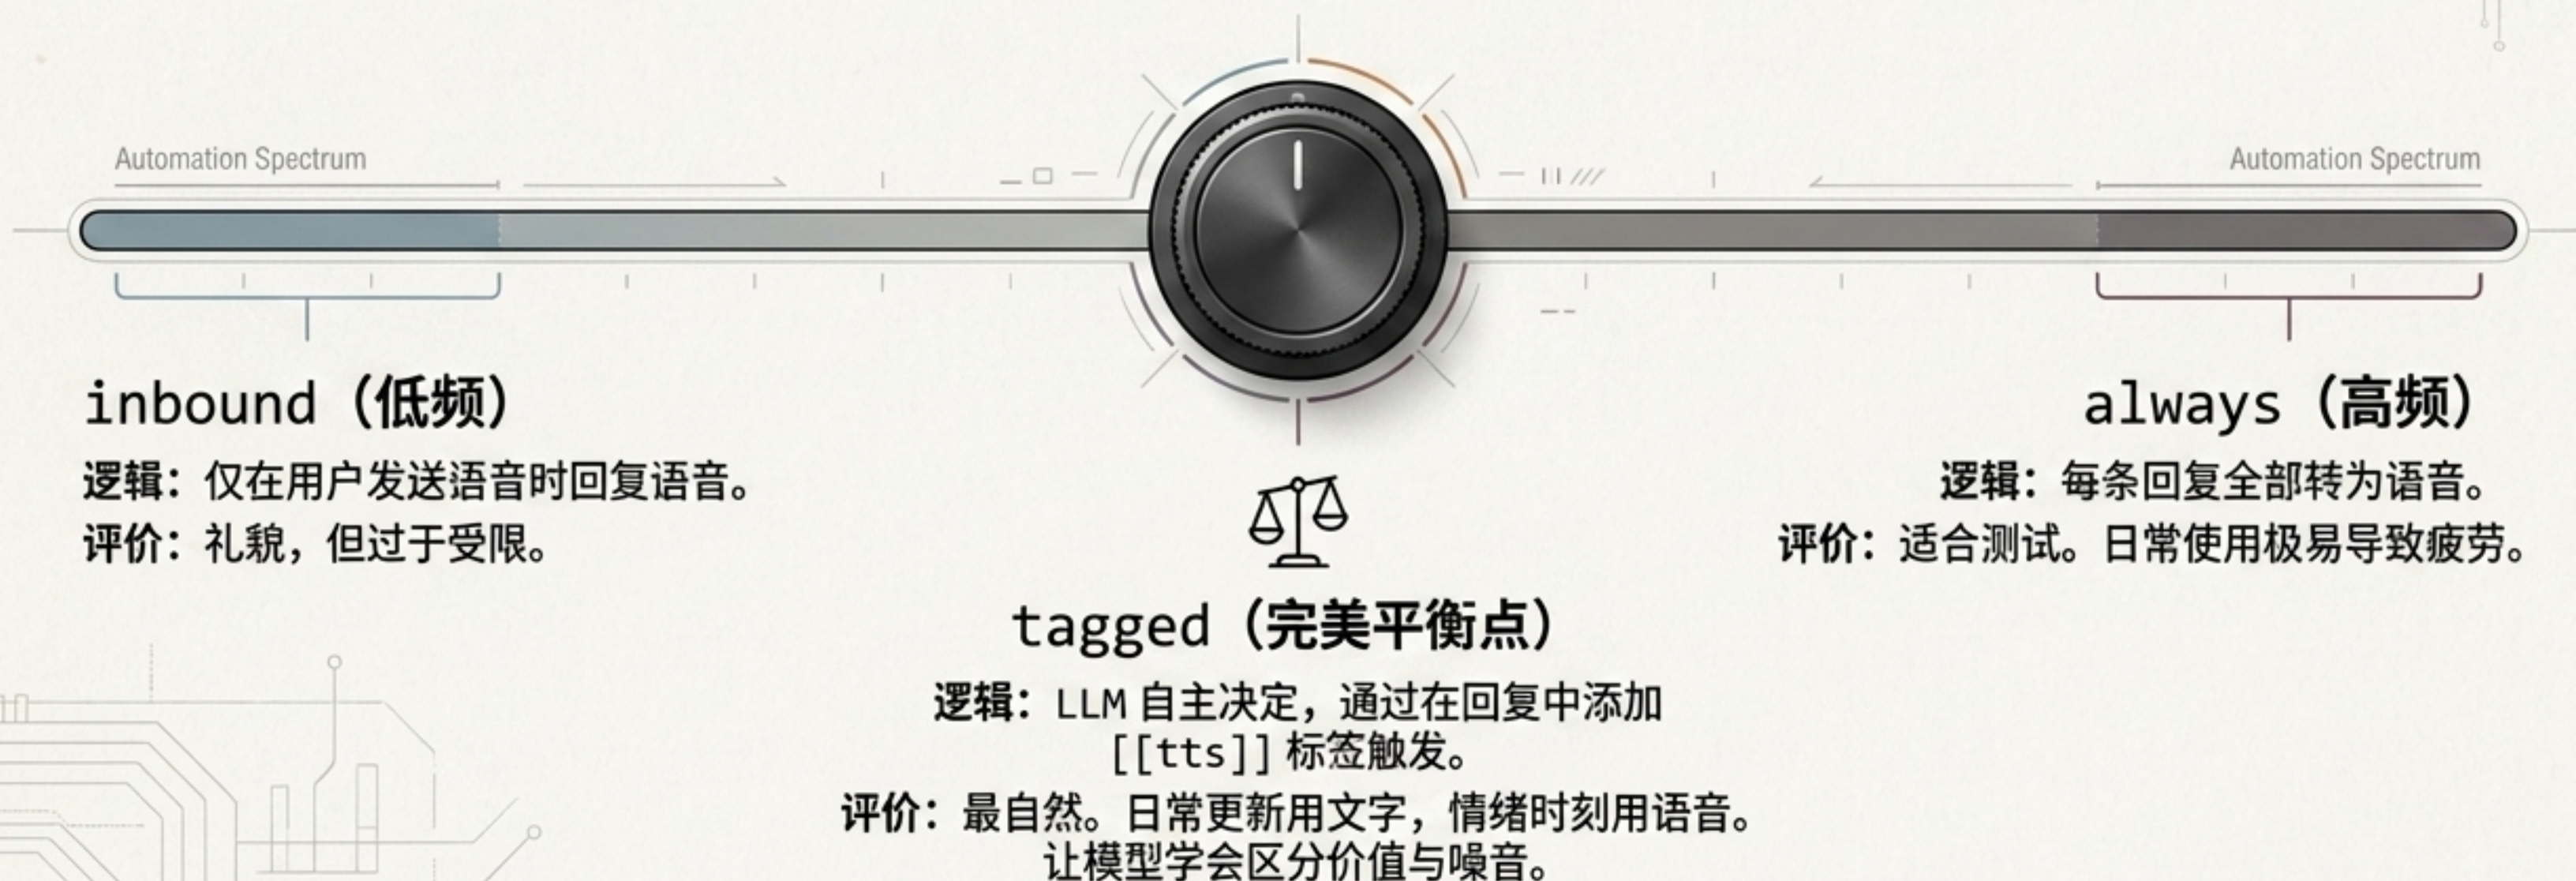 Automation Spectrum
Automation Spectrum
inbound（低频）
逻辑：仅在用户发送语音时回复语音。
评价：礼貌，但过于受限。
always（高频）
逻辑：每条回复全部转为语音。
评价：适合测试。日常使用极易导致疲劳。
tagged（完美平衡点）
逻辑：LLM 自主决定，通过在回复中添加
[[tts]] 标签触发。
评价：最自然。日常更新用文字，情绪时刻用语音。
让模型学会区分价值与噪音。